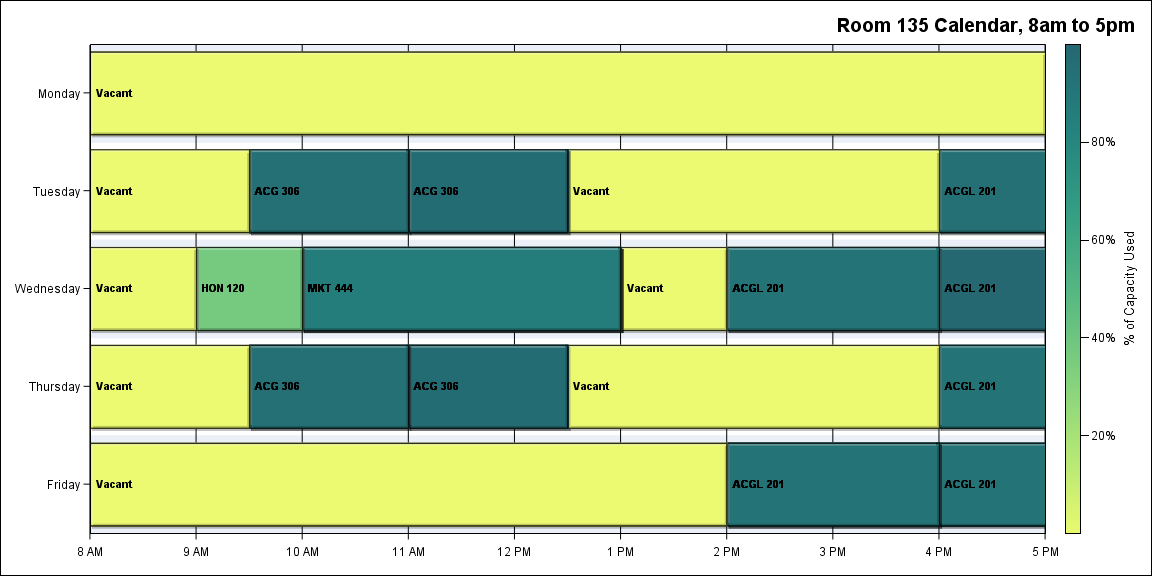 Room 135 Calendar, 8am to 5pm
Monday
Vacant
Tuesday
Vacant
ACG 306
ACG 306
Vacant
ACGL 201
Wednesday
Vacant
HON 120
MKT 444
Vacant
ACGL 201
ACGL 201
Thursday
Vacant
ACG 306
ACG 306
Vacant
ACGL 201
Friday
Vacant
ACGL 201
ACGL 201
8 AM
9 AM
10 AM
11 AM
12 PM
1 PM
2 PM
3 PM
4 PM
5 PM
80%
60%
40%
20%
% of Capacity Used